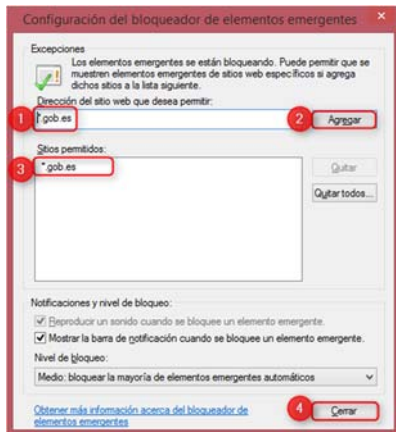 Configuración del bloqueador de elementos emergentes
×
Excepciones
Los elementos emergentes se están bloqueando. Puede permitir que se
muestren elementos emergentes de sitios web específicos si agrega
dichos sitios a la lista siguiente.
Dirección del sitio web que desea permitir:
1
*.gob.es
2
Agregar
Sitios permitidos:
3
*.gob.es
Quitar
Quitar todos...
Notificaciones y nivel de bloqueo:
Reproducir un sonido cuando se bloquee un elemento emergente.
Mostrar la barra de notificación cuando se bloquee un elemento emergente.
Nivel de bloqueo:
Medio: bloquear la mayoría de elementos emergentes automáticos
Obtener más información acerca del bloqueador de
elementos emergentes
4
Cerrar